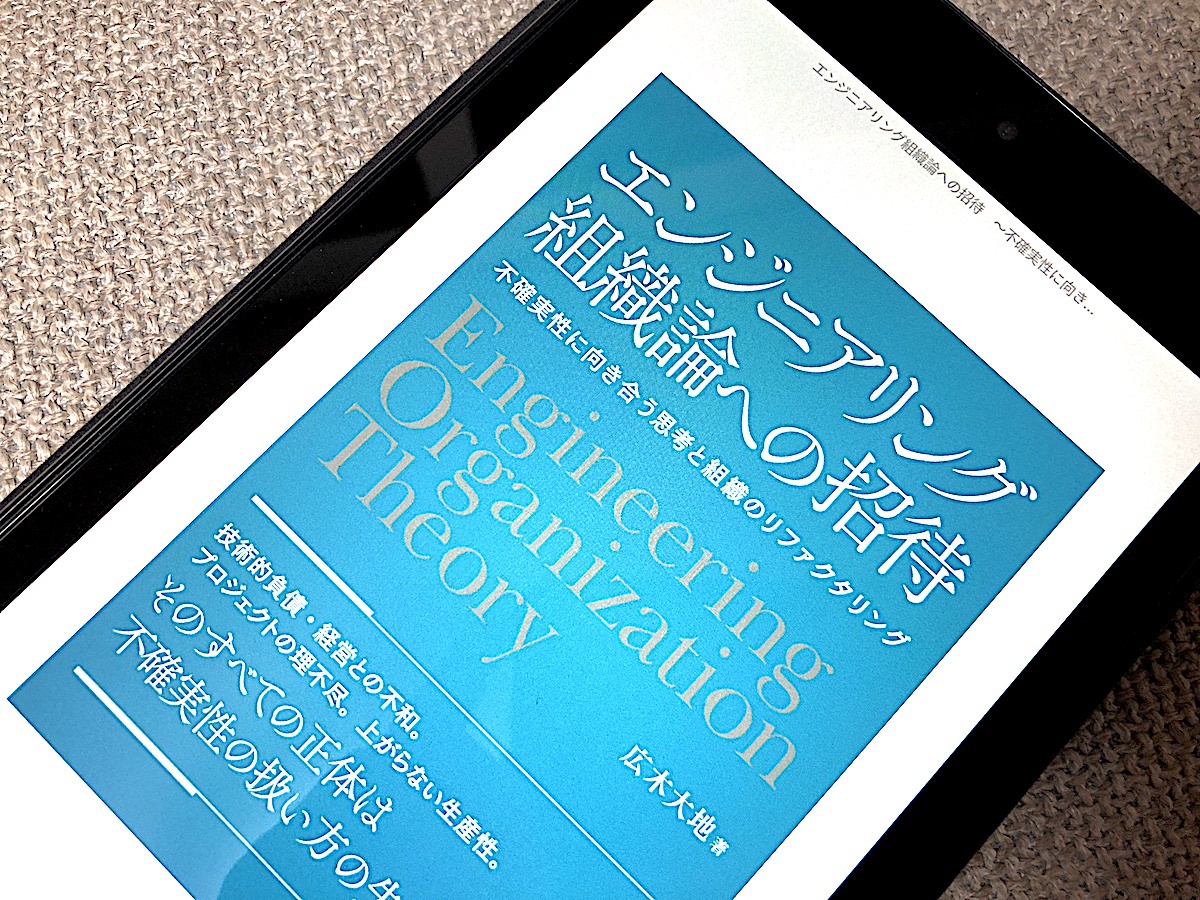 エンジニアリング組織論への招待 ～不確実性に向き...
エンジニアリング
組織論への招待
不確実性に向き合う思考と組織のリファクタリング
Engineering
Organization
Theory
広木大地 著
技術的負債・経営との不和。
プロジェクトの理不尽。上がらない生産性。
そのすべての正体は
不確実性の扱い方の